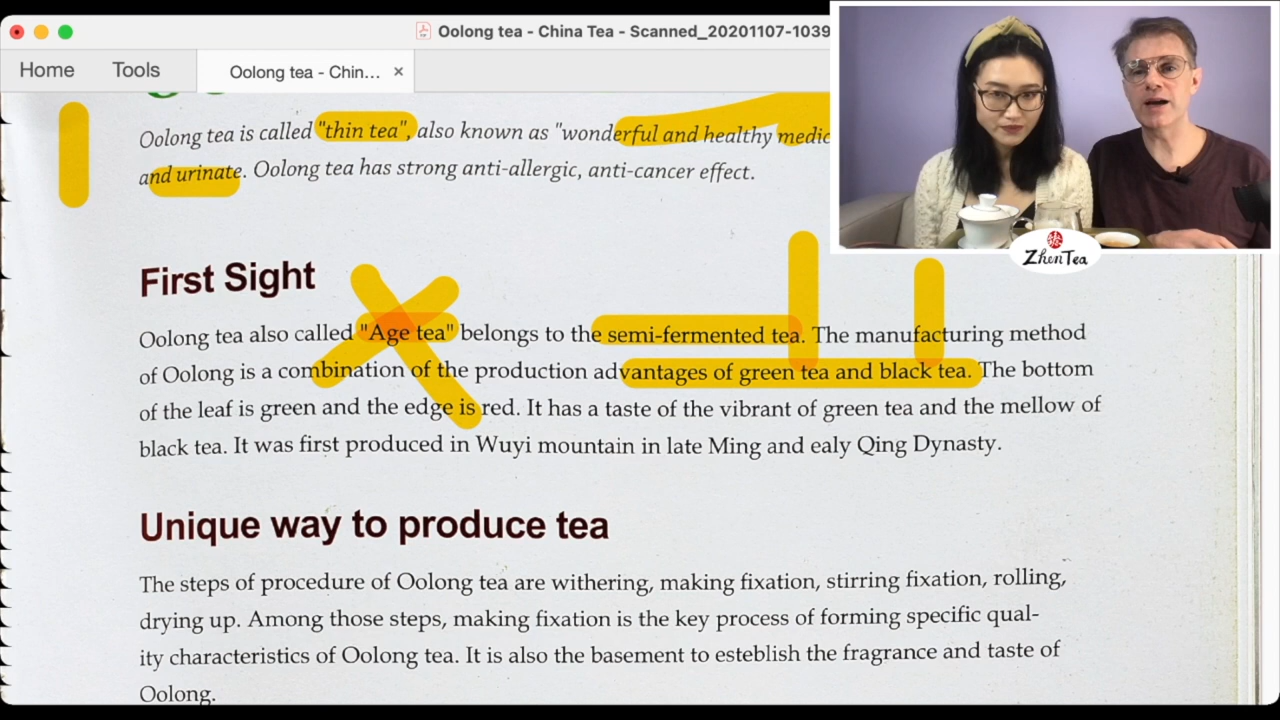 Oolong tea - China Tea - Scanned_20201107-1039
Home Tools Oolong tea - Chin... ×
Oolong tea is called "thin tea", also known as "wonderful and healthy medic
and urinate. Oolong tea has strong anti-allergic, anti-cancer effect.
ZhenTea
First Sight
Oolong tea also called "Age tea" belongs to the semi-fermented tea. The manufacturing method
of Oolong is a combination of the production advantages of green tea and black tea. The bottom
of the leaf is green and the edge is red. It has a taste of the vibrant of green tea and the mellow of
black tea. It was first produced in Wuyi mountain in late Ming and ealy Qing Dynasty.
Unique way to produce tea
The steps of procedure of Oolong tea are withering, making fixation, stirring fixation, rolling,
drying up. Among those steps, making fixation is the key process of forming specific qual-
ity characteristics of Oolong tea. It is also the basement to esteblish the fragrance and taste of
Oolong.